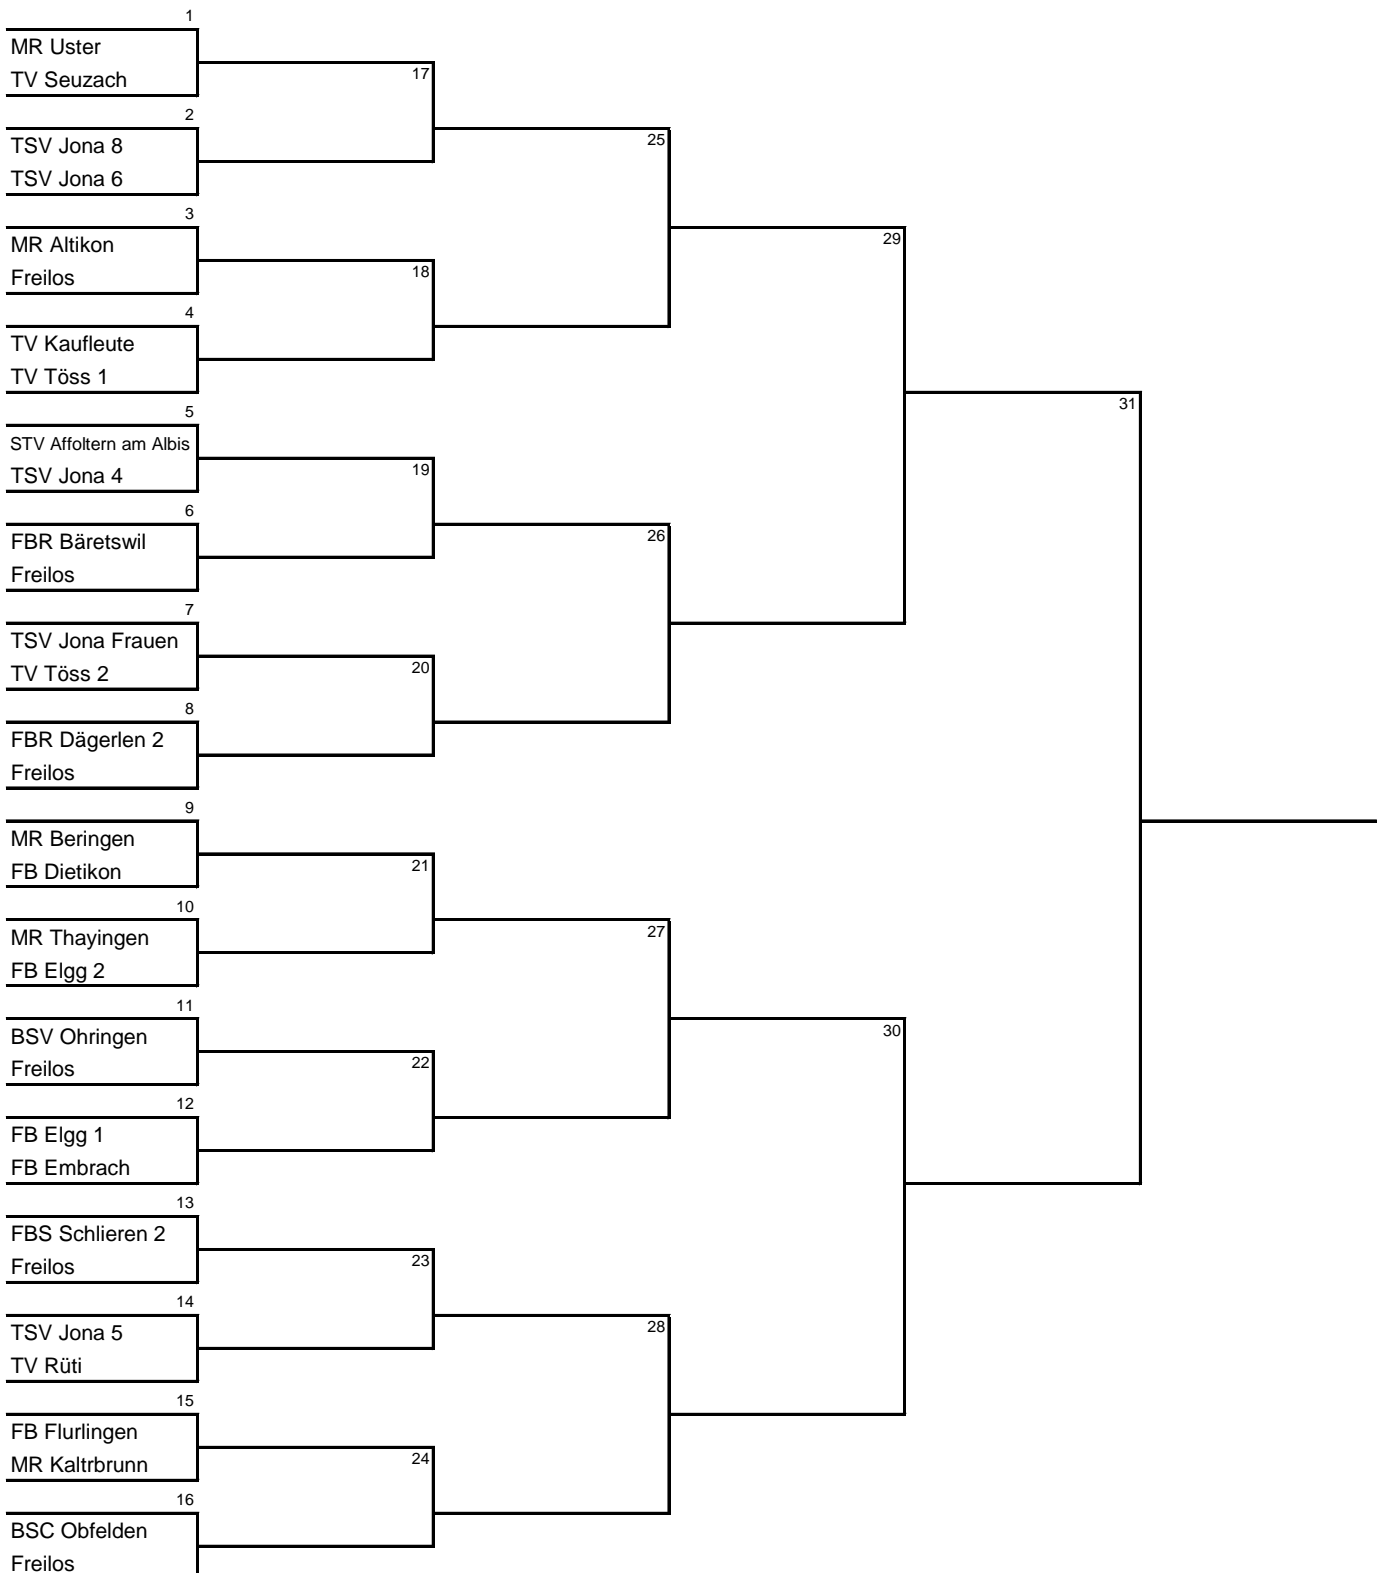 1
MR Uster
TV Seuzach
17
2
TSV Jona 8
25
TSV Jona 6
3
MR Altikon
29
Freilos
18
4
TV Kaufleute
TV Töss 1
31
5
STV Affoltern am Albis
TSV Jona 4
19
6
FBR Bäretswil
26
Freilos
7
TSV Jona Frauen
TV Töss 2
20
8
FBR Dägerlen 2
Freilos
9
MR Beringen
FB Dietikon
21
10
MR Thayingen
27
FB Elgg 2
11
BSV Ohringen
30
Freilos
22
12
FB Elgg 1
FB Embrach
13
FBS Schlieren 2
Freilos
23
14
TSV Jona 5
28
TV Rüti
15
FB Flurlingen
MR Kaltrbrunn
24
16
BSC Obfelden
Freilos